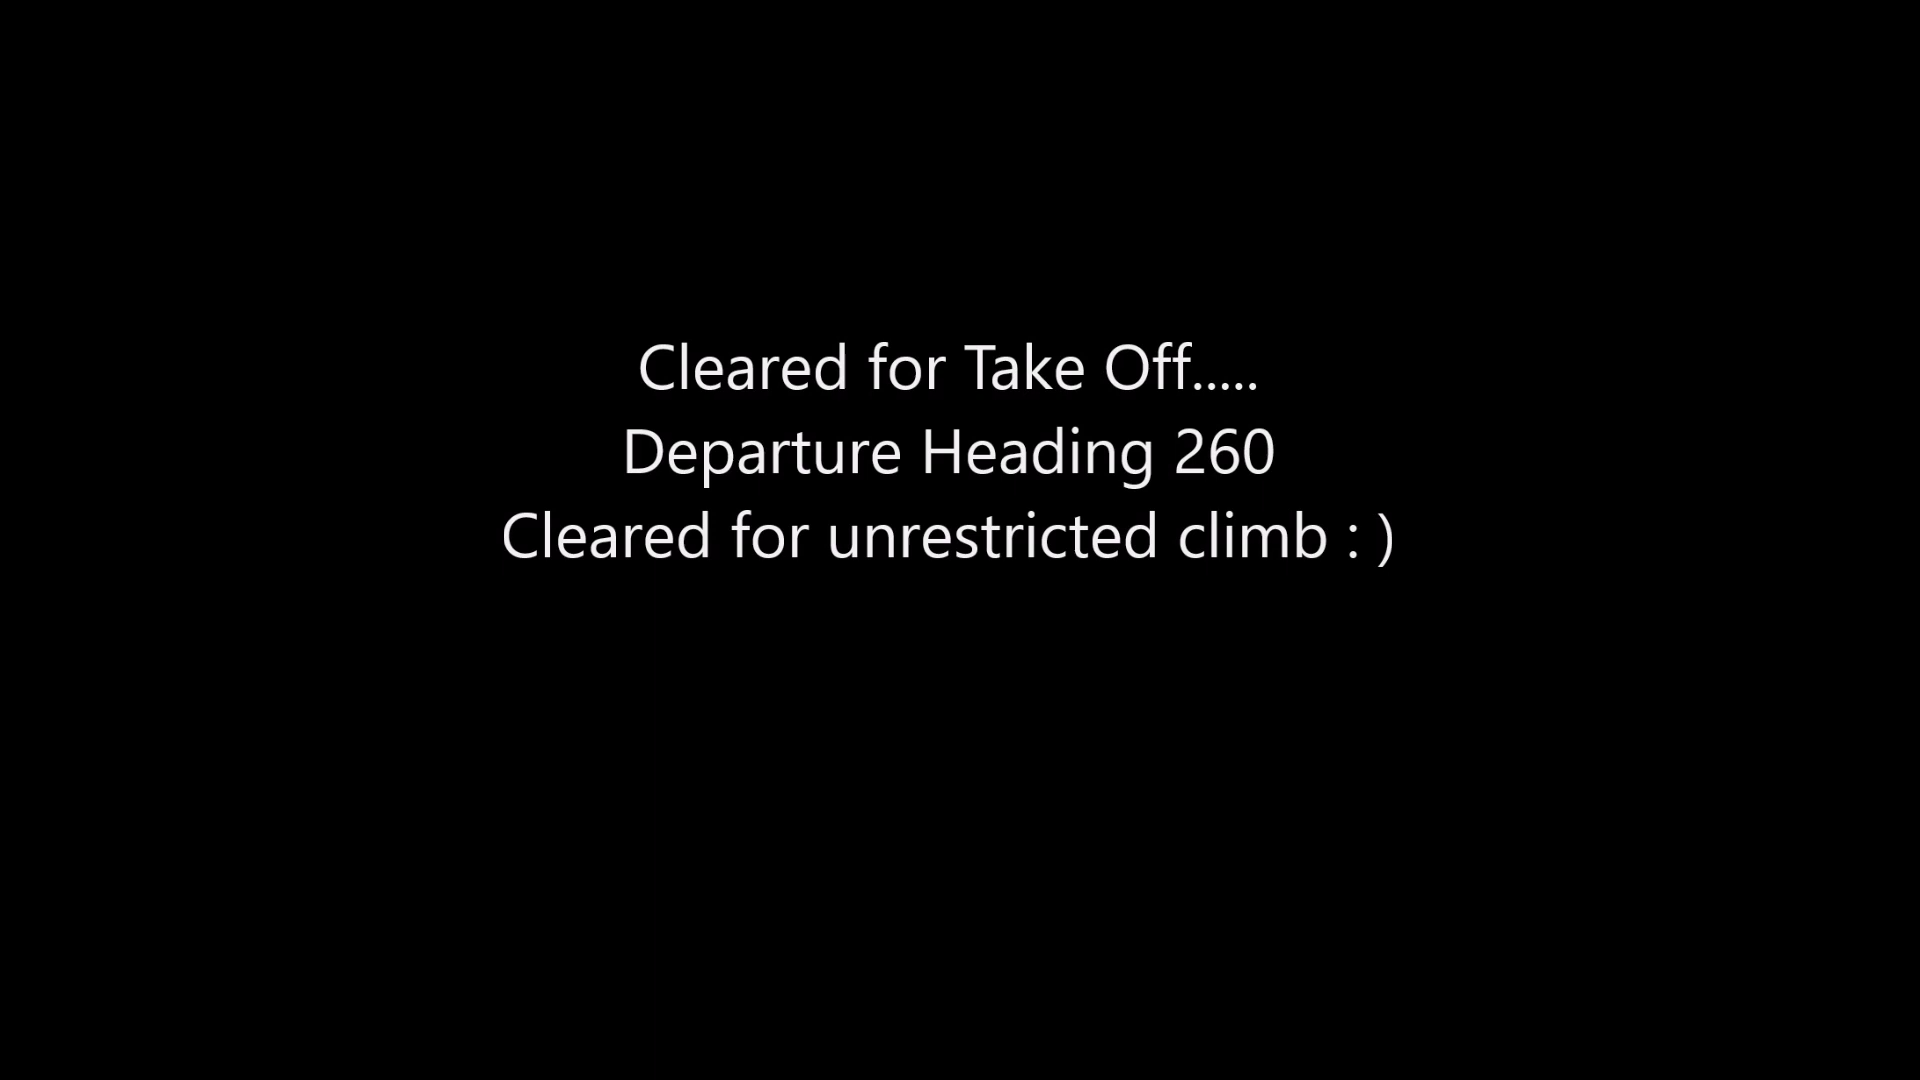 Cleared for Take Off.....
Departure Heading 260
Cleared for unrestricted climb : )